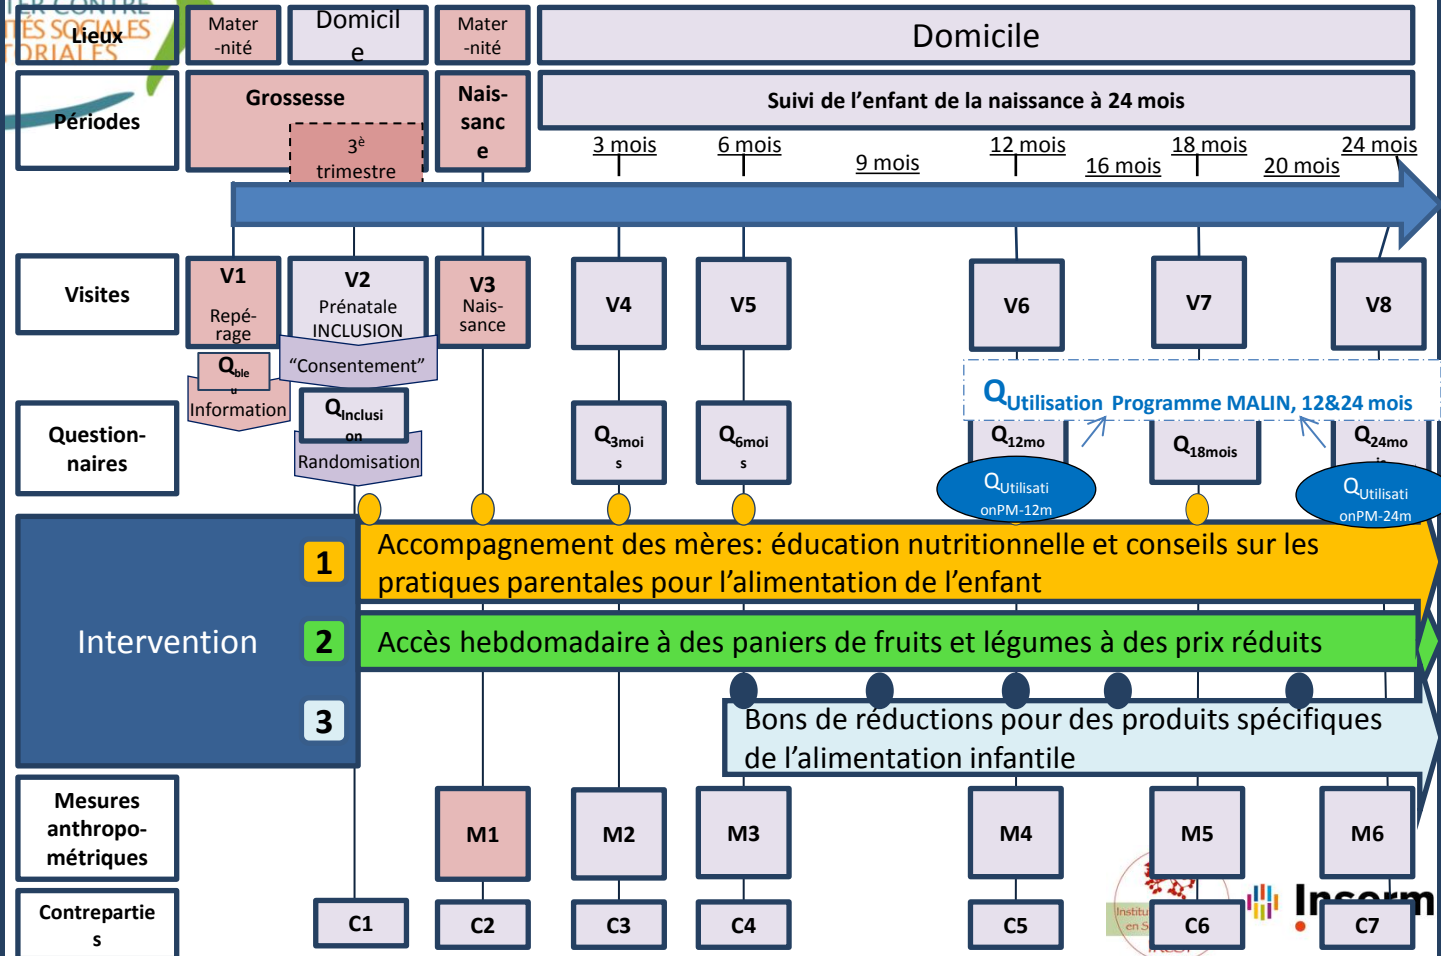 TER CONTRE
ITÉS SOCIALES
TORIALES
Lieux
Mater
-nité
Domicil
e
Mater
-nité
Domicile
Périodes
Grossesse
3è
trimestre
Nais-
sanc
e
Suivi de l’enfant de la naissance à 24 mois
3 mois
6 mois
9 mois
12 mois
16 mois
18 mois
20 mois
24 mois
Visites
V1
Repé-
rage
V2
Prénatale
INCLUSION
V3
Nais-
sance
V4
V5
V6
V7
V8
“Consentement”
Qble
u
Information
QUtilisation Programme MALIN, 12&24 mois
Question-
naires
QInclusi
on
Randomisation
Q3moi
s
Q6moi
s
Q12mo
Q18mois
Q24mo
QUtilisati
onPM-12m
QUtilisati
onPM-24m
Intervention
1
Accompagnement des mères: éducation nutritionnelle et conseils sur les
pratiques parentales pour l’alimentation de l’enfant
2
Accès hebdomadaire à des paniers de fruits et légumes à des prix réduits
3
Bons de réductions pour des produits spécifiques
de l’alimentation infantile
Mesures
anthropo-
métriques
M1
M2
M3
M4
M5
M6
Contrepartie
s
C1
C2
C3
C4
C5
C6
C7
Institu
en S
Inserm